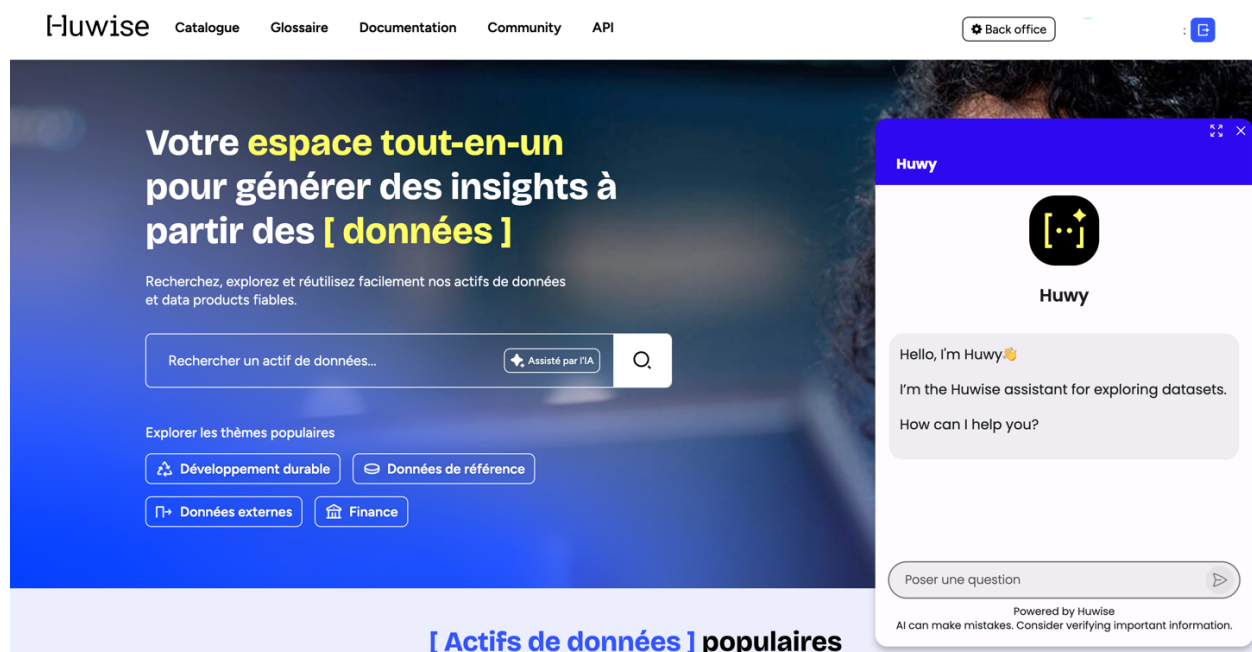 Huwise
Catalogue
Glossaire
Documentation
Community
API
Back office
:
Votre espace tout-en-un
pour générer des insights à
partir des [ données ]
Recherchez, explorez et réutilisez facilement nos actifs de données
et data products fiables.
Rechercher un actif de données...
Assisté par l'IA
Explorer les thèmes populaires
Développement durable
Données de référence
Données externes
Finance
[ Actifs de données ] populaires
Huwy
Huwy
Hello, I'm Huwy👋
I'm the Huwise assistant for exploring datasets.
How can I help you?
Poser une question
Powered by Huwise
AI can make mistakes. Consider verifying important information.